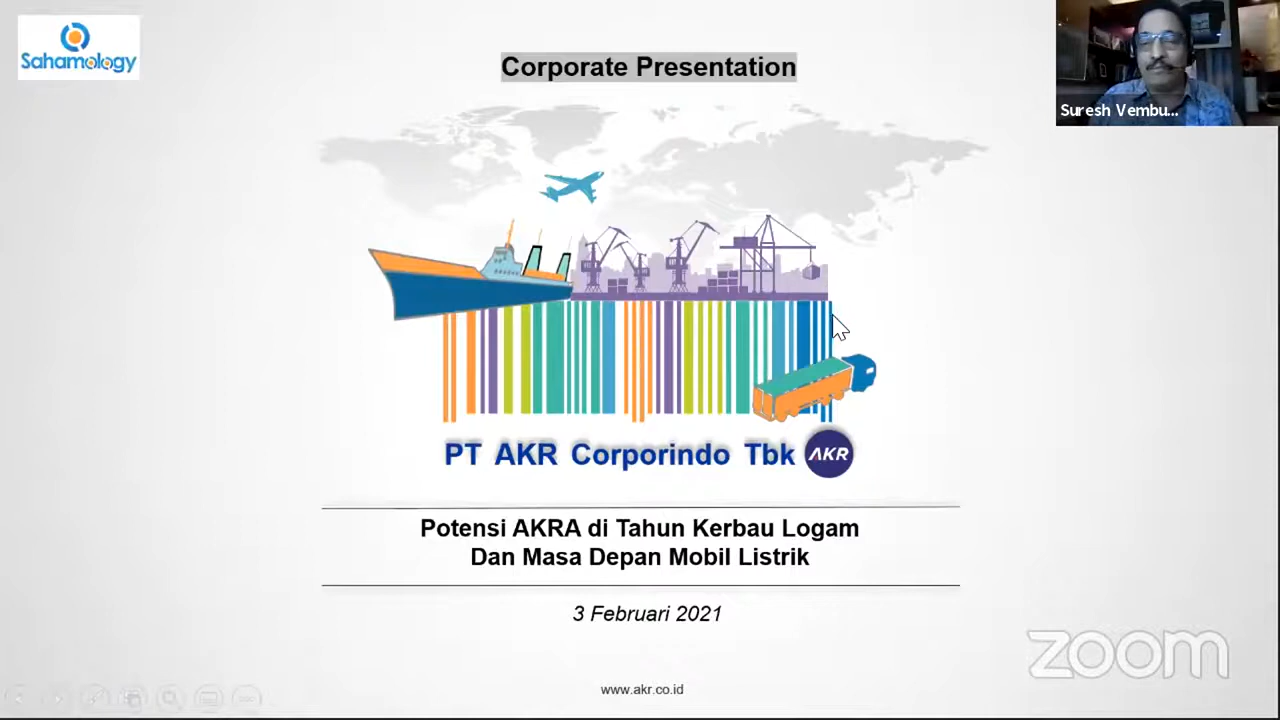 Sahamology
Corporate Presentation
Suresh Vembu...
PT AKR Corporindo Tbk
AKR
Potensi AKRA di Tahun Kerbau Logam
Dan Masa Depan Mobil Listrik
3 Februari 2021
zoom
www.akr.co.id